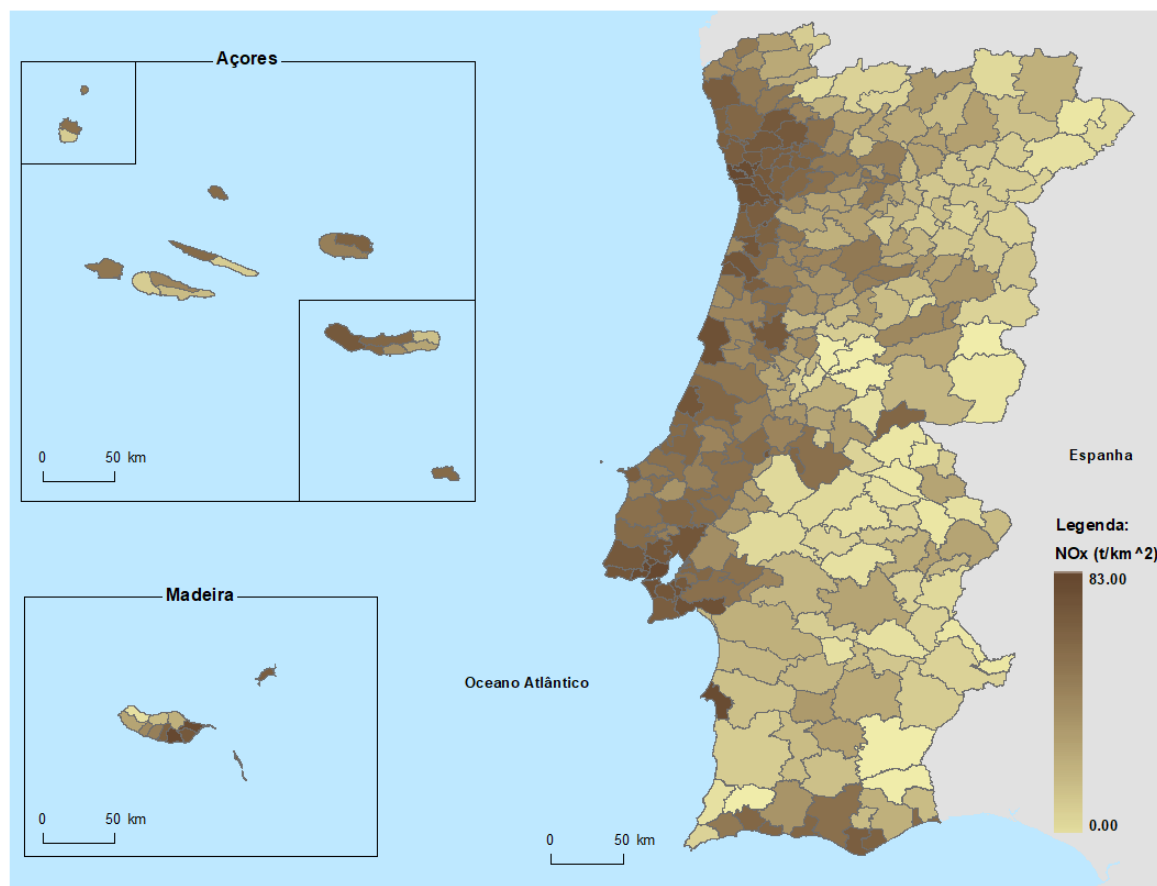 Açores
0 50 km
Madeira
0 50 km
Oceano Atlântico
0 50 km
Espanha
Legenda:
NOx (t/km^2)
83.00
0.00